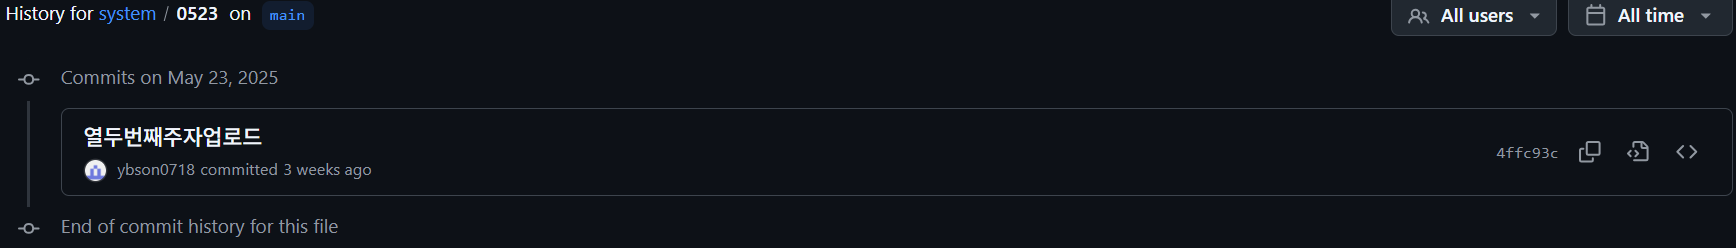 History for system / 0523 on main
All users
All time
Commits on May 23, 2025
열두번째주자업로드
ybson0718 committed 3 weeks ago
4ffc93c
End of commit history for this file